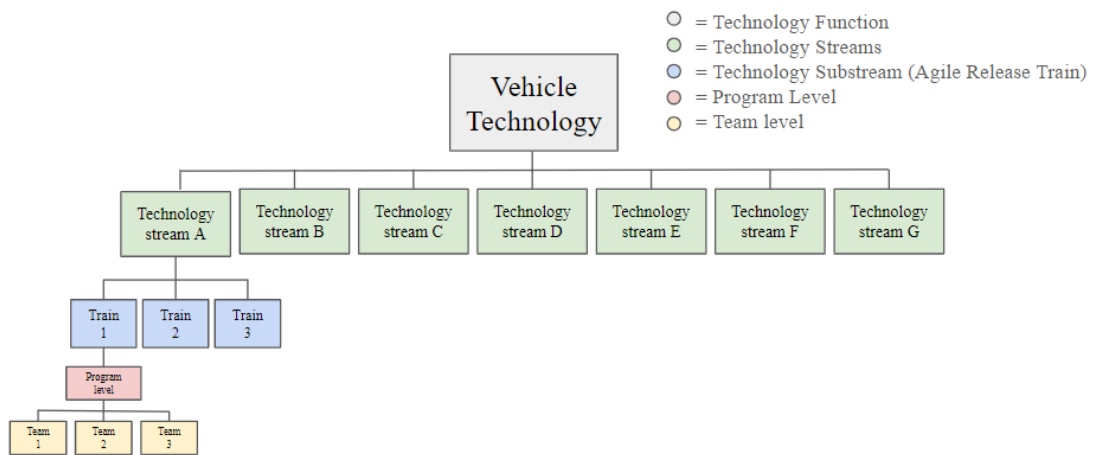 = Technology Function
= Technology Streams
= Technology Substream (Agile Release Train)
= Program Level
= Team level
Vehicle
Technology
Technology
stream A
Technology
stream B
Technology
stream C
Technology
stream D
Technology
stream E
Technology
stream F
Technology
stream G
Train
1
Train
2
Train
3
Program
level
Team
1
Team
2
Team
3